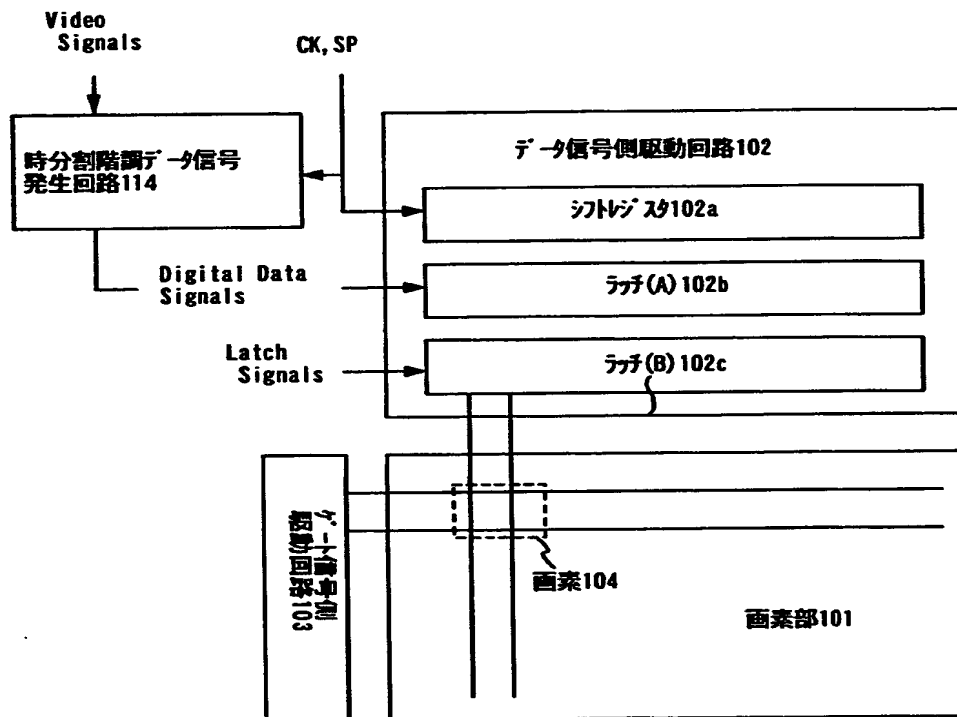 Video
Signals
CK, SP
時分割階調データ信号
発生回路114
データ信号側駆動回路102
シフトレジスタ102a
Digital Data
Signals
ラッチ(A)102b
Latch
Signals
ラッチ(B)102c
ゲート信号側
駆動回路103
画素104
画素部101